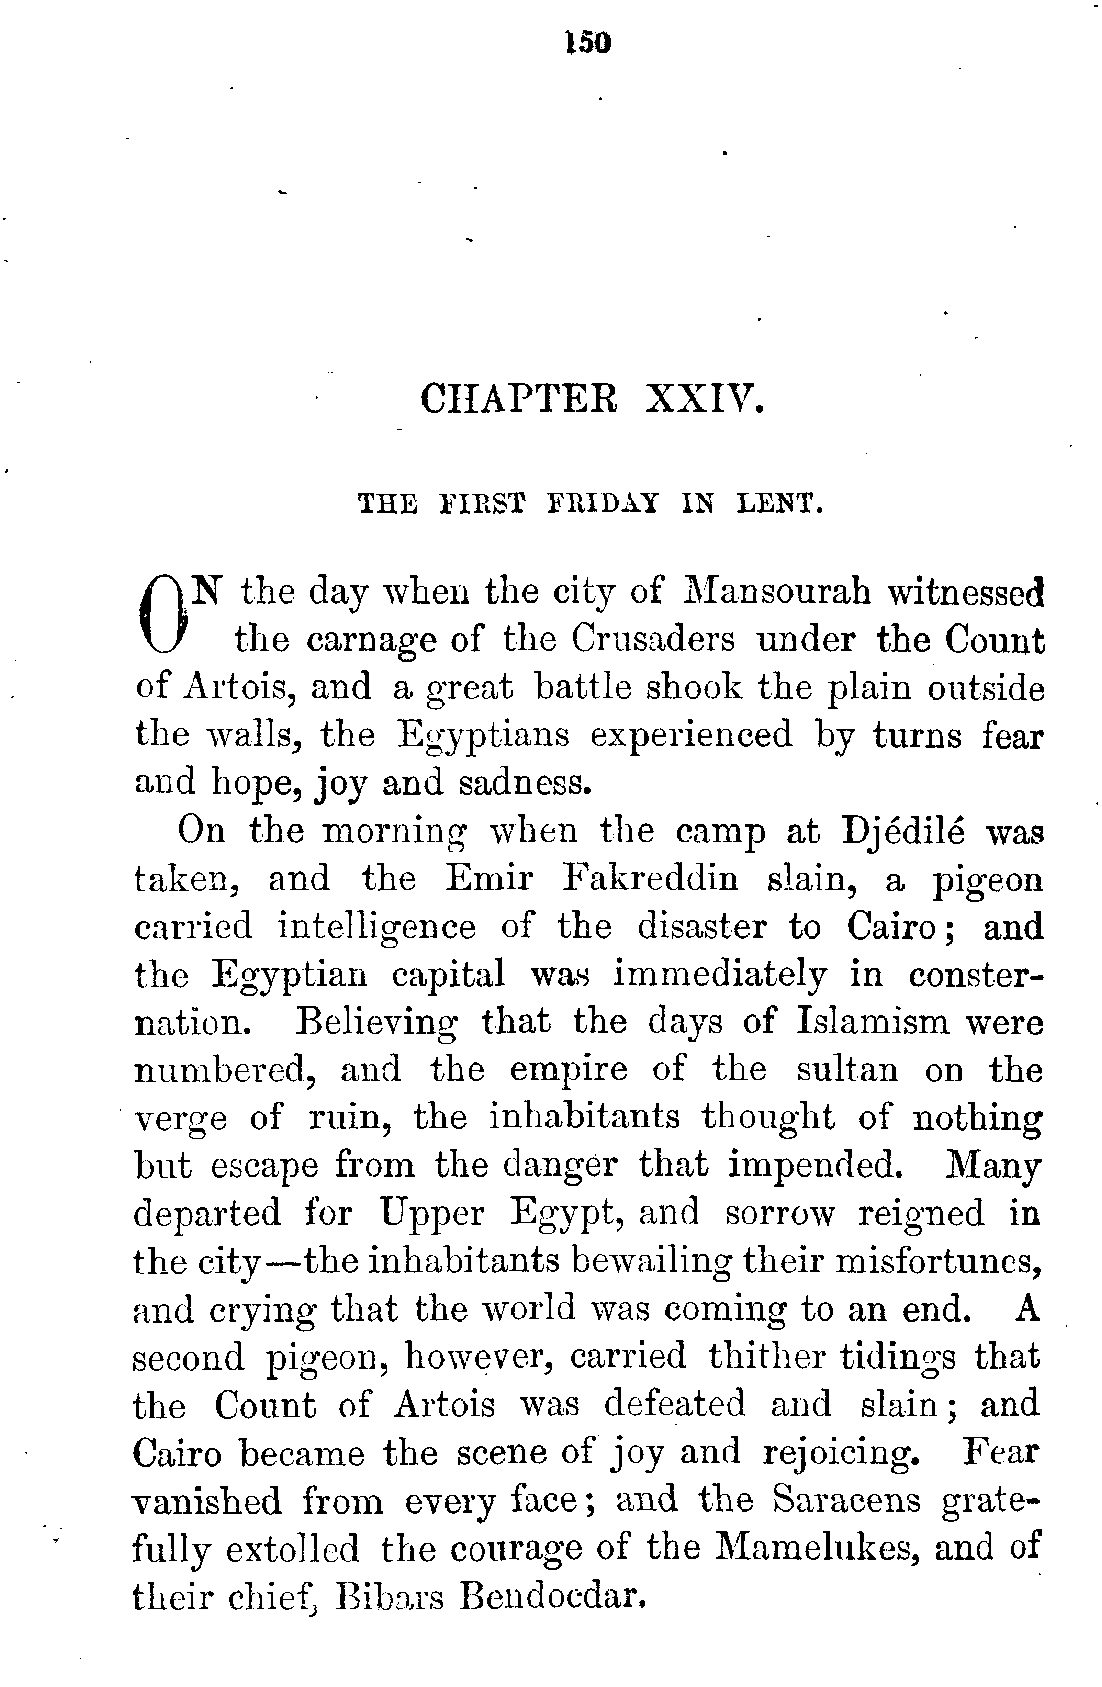 150
CHAPTER XXIV.
THE FIRST FRIDAY IN LENT.
ON the day when the city of Mansourah witnessed
the carnage of the Crusaders under the Count
of Artois, and a great battle shook the plain outside
the walls, the Egyptians experienced by turns fear
and hope, joy and sadness.
On the morning when the camp at Djédilé was
taken, and the Emir Fakreddin slain, a pigeon
carried intelligence of the disaster to Cairo; and
the Egyptian capital was immediately in conster-
nation. Believing that the days of Islamism were
numbered, and the empire of the sultan on the
verge of ruin, the inhabitants thought of nothing
but escape from the danger that impended. Many
departed for Upper Egypt, and sorrow reigned in
the city—the inhabitants bewailing their misfortunes,
and crying that the world was coming to an end. A
second pigeon, however, carried thither tidings that
the Count of Artois was defeated and slain; and
Cairo became the scene of joy and rejoicing. Fear
vanished from every face; and the Saracens grate-
fully extolled the courage of the Mamelukes, and of
their chief, Bibars Bendocdar.